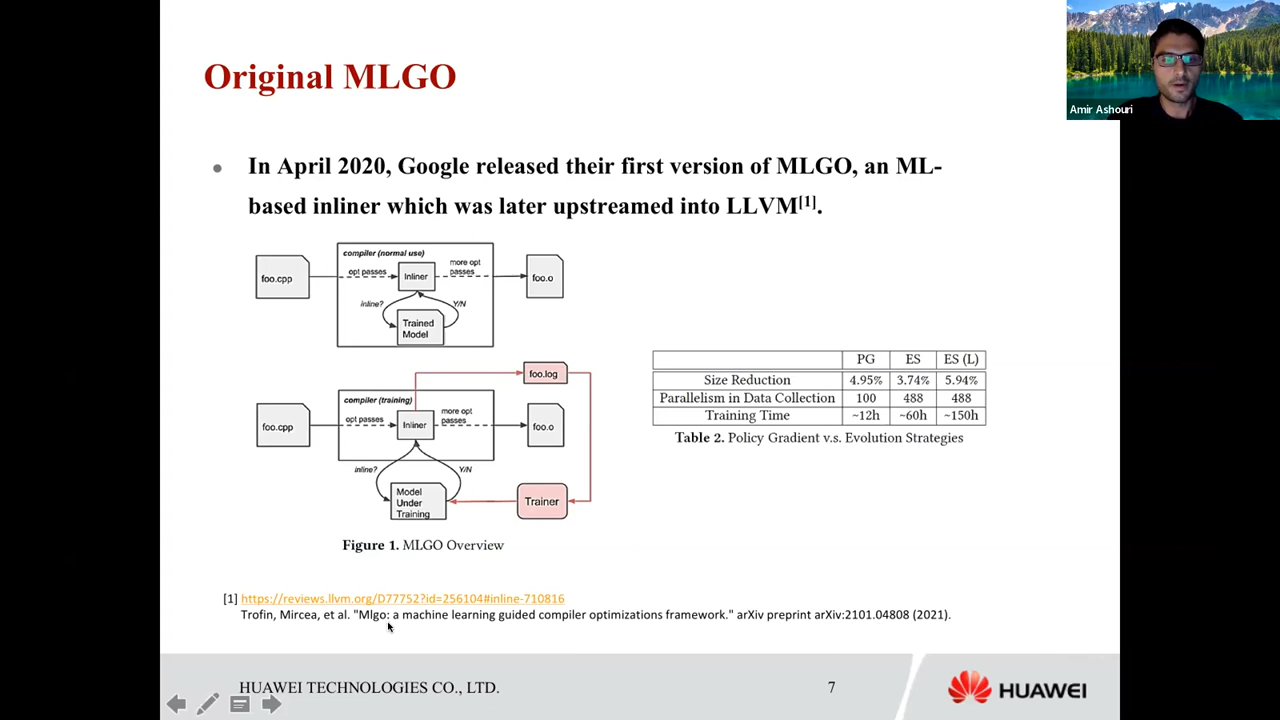 Original MLGO
Amir Ashouri
• In April 2020, Google released their first version of MLGO, an ML-
based inliner which was later upstreamed into LLVM[1].
compiler (normal use)
foo.cpp
opt passes
Inliner
more opt
passes
foo.o
inline?
Y/N
Trained
Model
foo.log
compiler (training)
foo.cpp
opt passes
Inliner
more opt
passes
foo.o
inline?
Y/N
Model
Under
Training
Trainer
Figure 1. MLGO Overview
PG ES ES (L)
Size Reduction 4.95% 3.74% 5.94%
Parallelism in Data Collection 100 488 488
Training Time ~12h ~60h ~150h
Table 2. Policy Gradient v.s. Evolution Strategies
[1] https://reviews.llvm.org/D77752?id=256104#inline-710816
Trofin, Mircea, et al. "Mlgo: a machine learning guided compiler optimizations framework." arXiv preprint arXiv:2101.04808 (2021).
HUAWEI TECHNOLOGIES CO., LTD.
7
HUAWEI